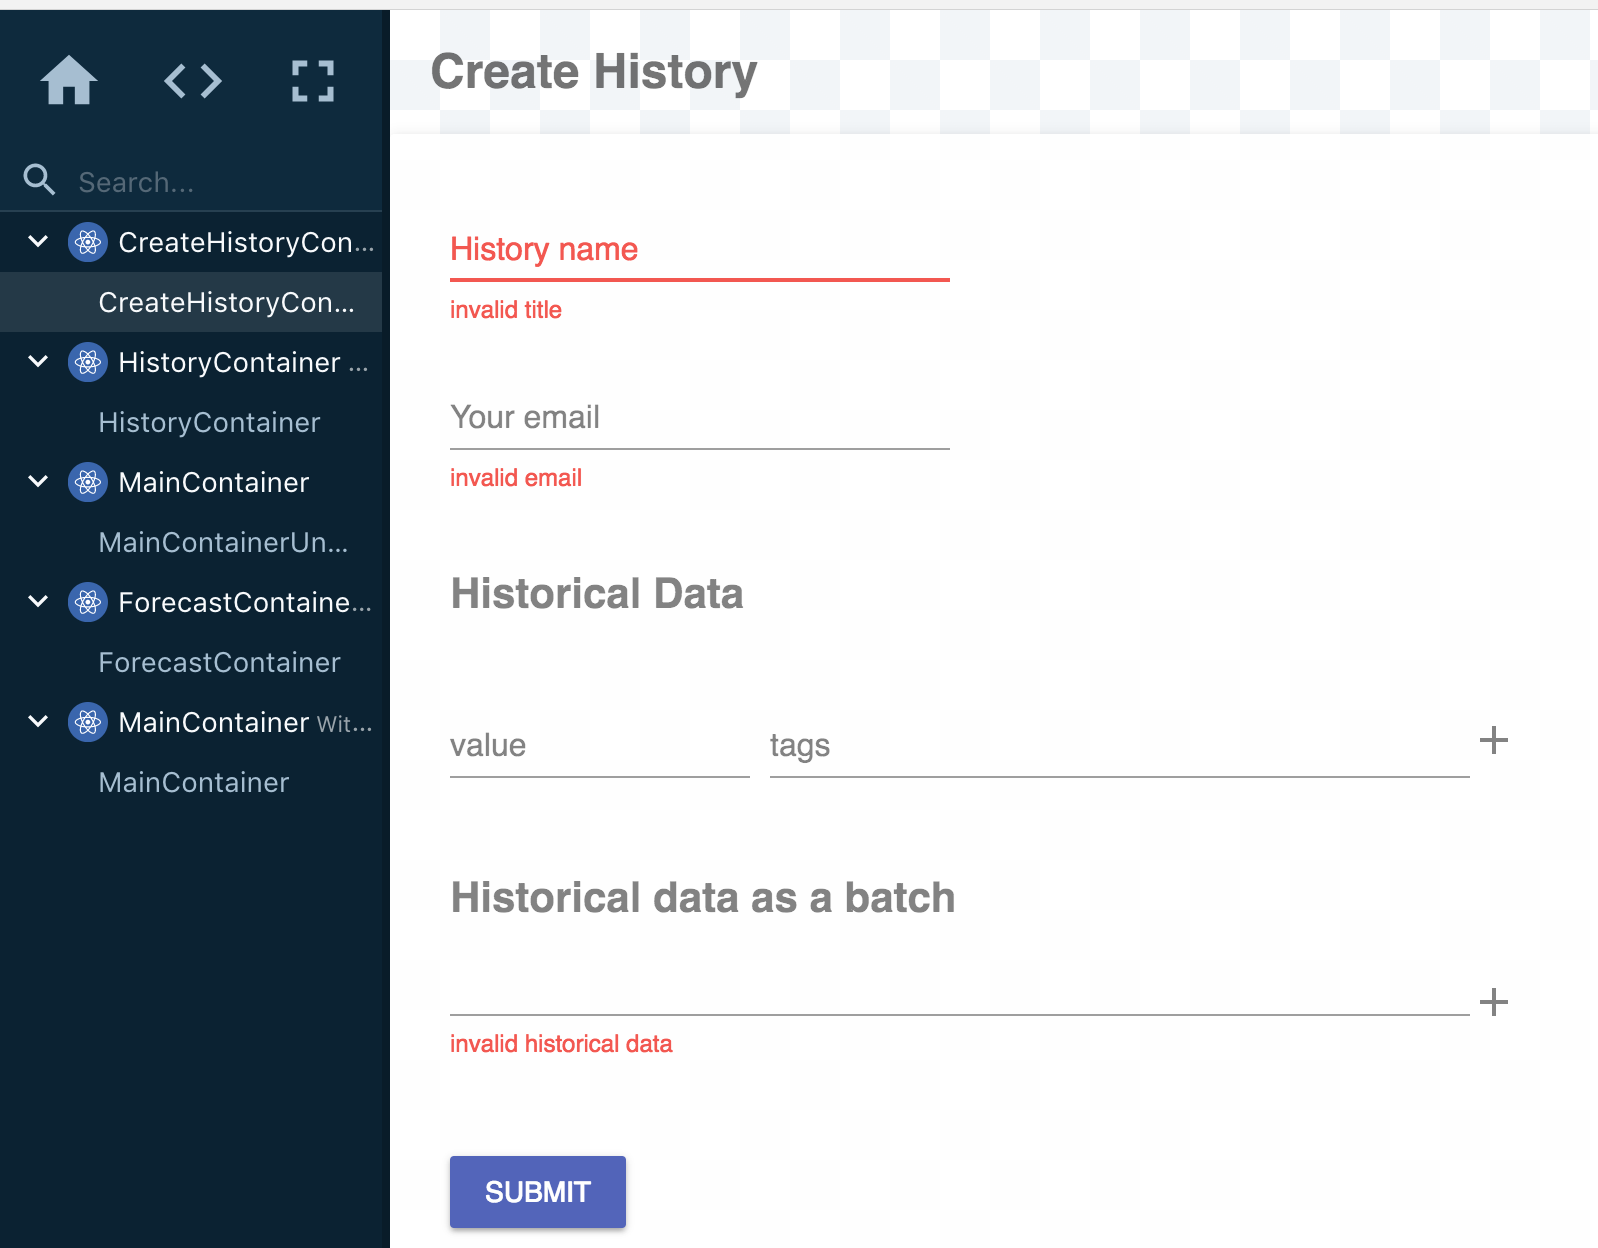 Search...
CreateHistoryCon...
CreateHistoryCon...
HistoryContainer ...
HistoryContainer
MainContainer
MainContainerUn...
ForecastContaine...
ForecastContainer
MainContainer Wit...
MainContainer
Create History
History name
invalid title
Your email
invalid email
Historical Data
value tags
Historical data as a batch
invalid historical data
SUBMIT